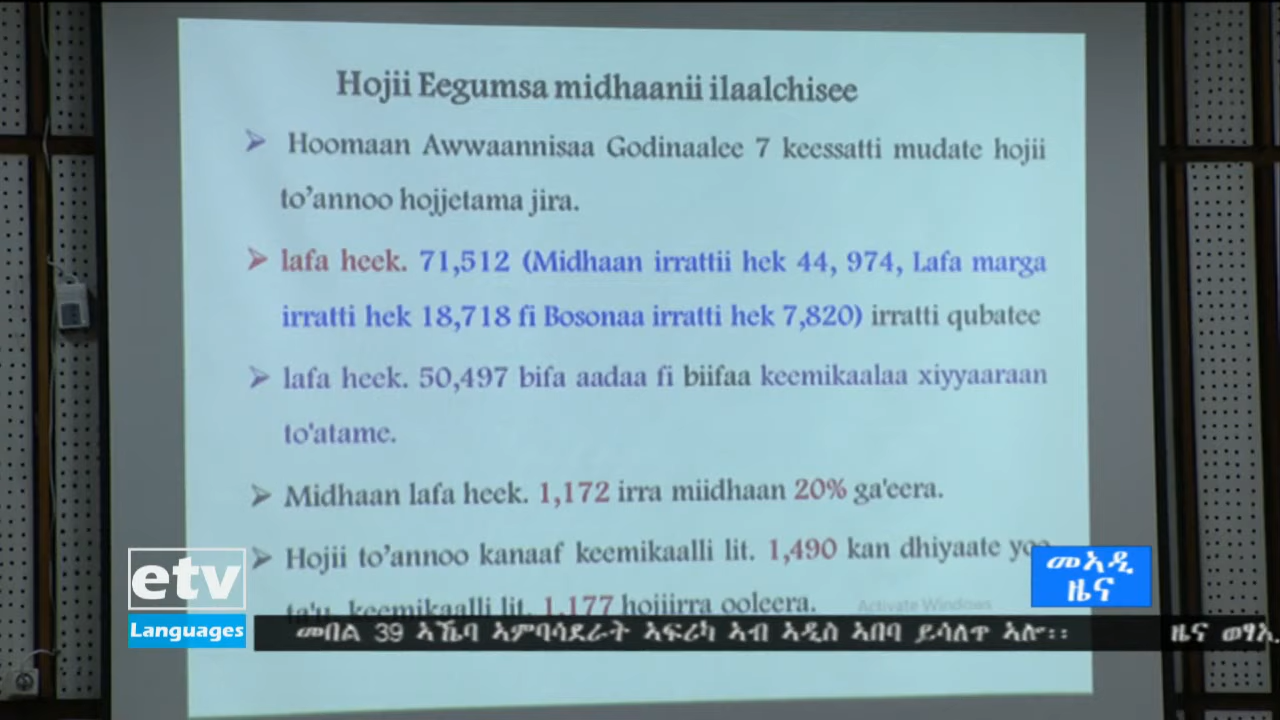 Hojii Eegumsa midhaanii ilaalchisee
Hoomaan Awwaannisaa Godinaalee 7 keessatti mudate hojii
to’annoo hojjetama jira.
lafa heek. 71,512 (Midhaan irrattii hek 44, 974, Lafa marga
irratti hek 18,718 fi Bosonaa irratti hek 7,820) irratti qubatee
lafa heek. 50,497 bifa aadaa fi biifaa keemikaalaa xiyyaaraan
to'atame.
Midhaan lafa heek. 1,172 irra miidhaan 20% ga'eera.
Hojii to’annoo kanaaf keemikaalli lit. 1,490 kan dhiyaate yoo
ta'u, keemikaalli lit. 1,177 hojiirra ooleera.
Activate Windows
etv
Languages
መአዲ
ዜና
መበል 39 ኣኼባ ኣምባሳደራት ኣፍሪካ ኣብ ኣዲስ ኣበባ ይሳለጥ ኣሎ፡፡ ዜና